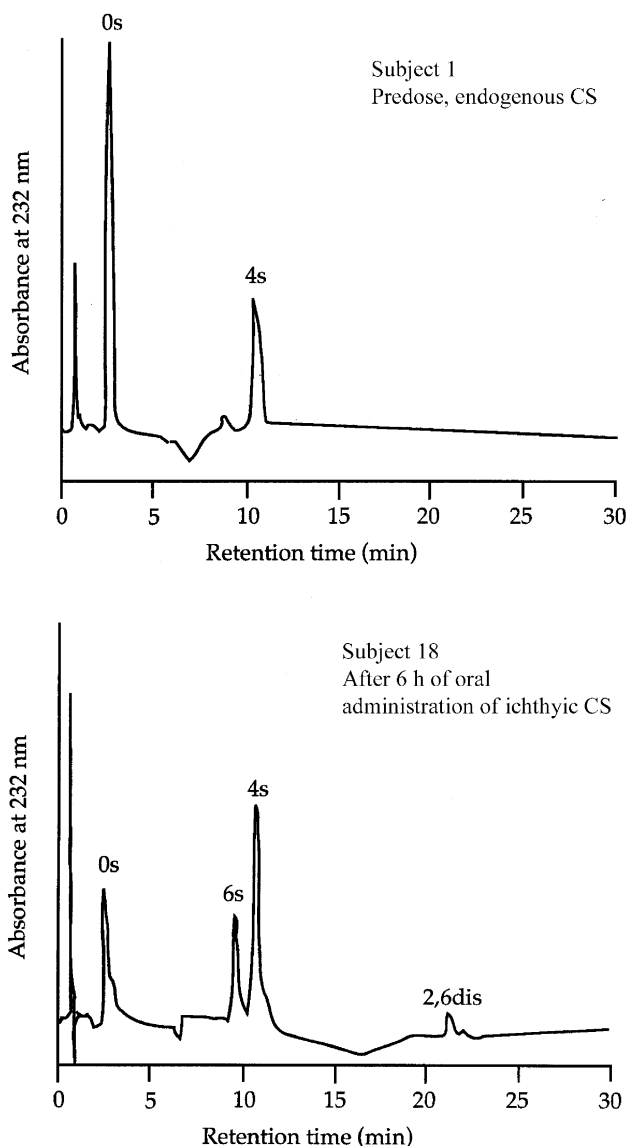 0s
Subject 1
Predose, endogenous CS
4s
Absorbance at 232 nm
0 5 10 15 20 25 30
Retention time (min)
Subject 18
After 6 h of oral
administration of ichthyic CS
4s
0s
6s
2,6dis
Absorbance at 232 nm
0 5 10 15 20 25 30
Retention time (min)